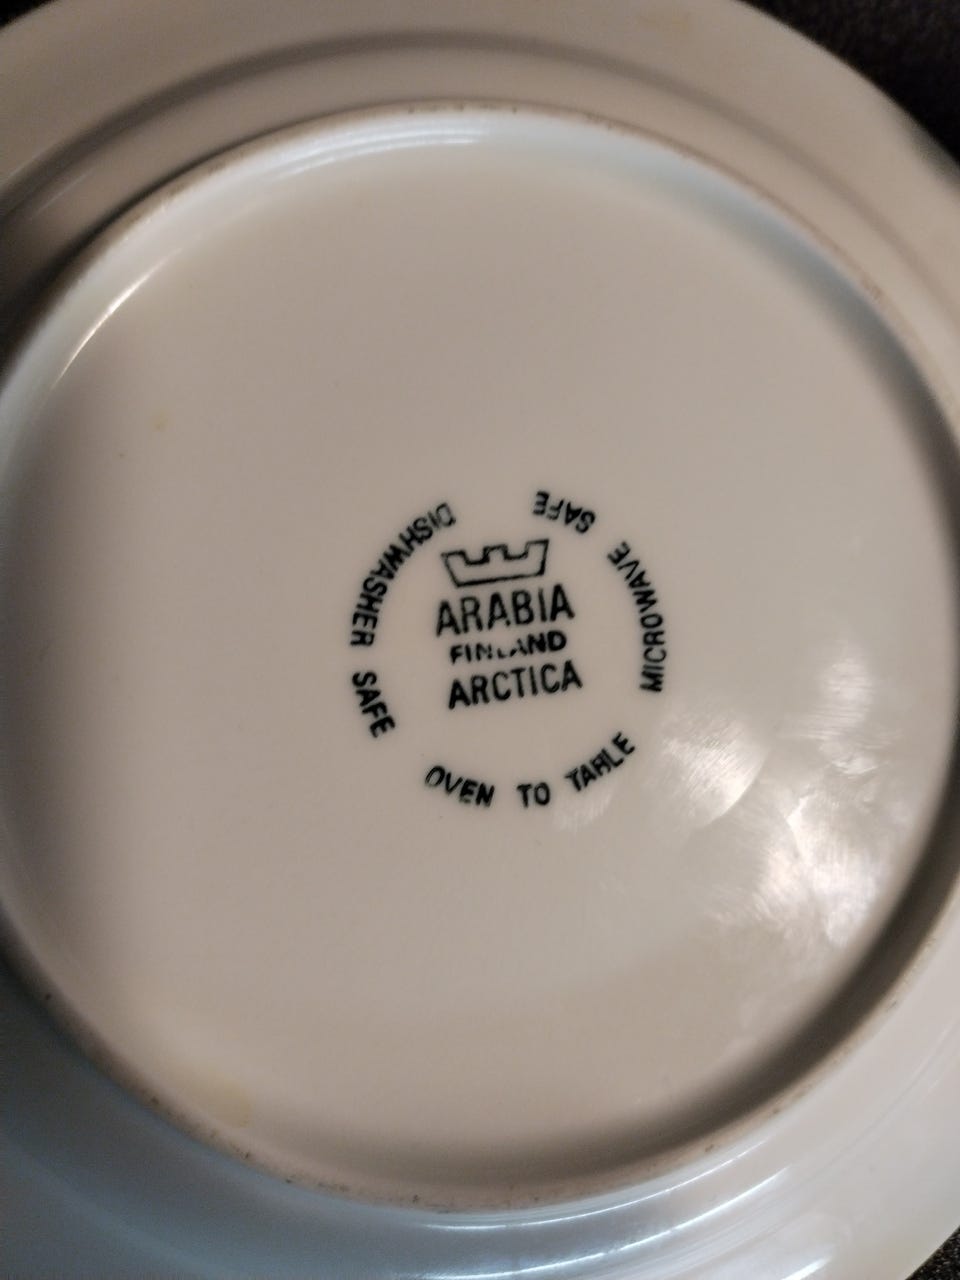 ARABIA
FINLAND
ARCTICA
DISHWASHER SAFE
OVEN TO TABLE
MICROWAVE SAFE